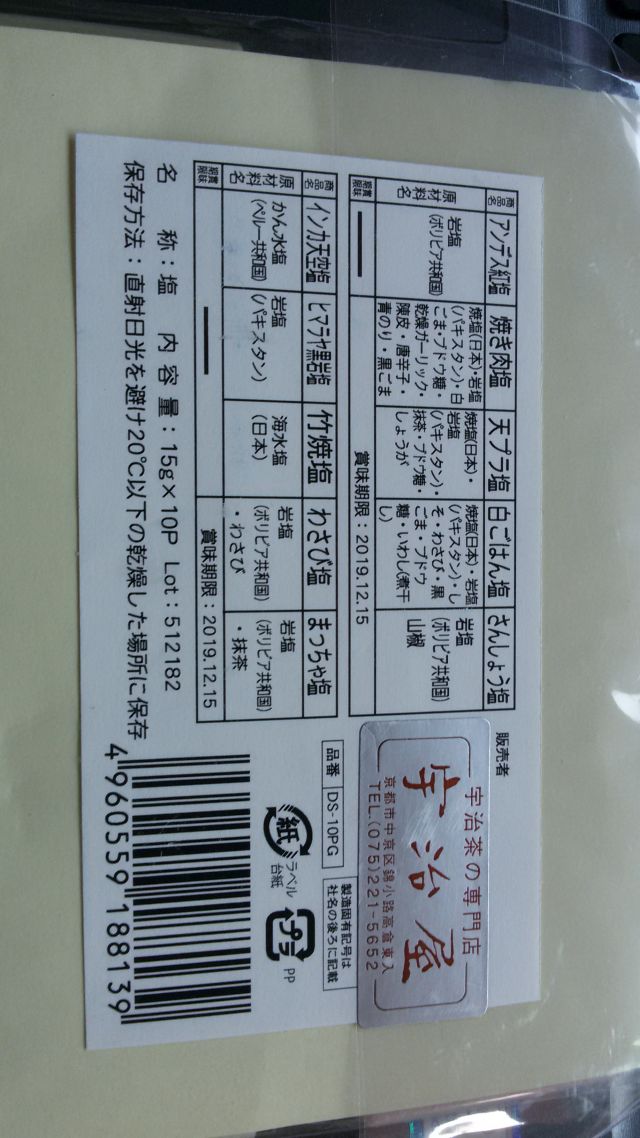 商品名 アンデス紅塩 焼き肉塩 天プラ塩 白ごはん塩 さんしょう塩
原材料名
岩塩
(ボリビア共和国)
焼塩(日本)・岩塩
(パキスタン)・白
ごま・ブドウ糖・
乾燥ガーリック・
陳皮・唐辛子・
青のり・黒ごま
焼塩(日本)・
岩塩
(パキスタン)・
抹茶・ブドウ糖・
しょうが
焼塩(日本)・岩塩
(パキスタン)・し
そ・わさび・黒
ごま・ブドウ
糖・いわし(煮干
し)
岩塩
(ボリビア共和国)
山椒
賞味期限 ー 賞味期限:2019.12.15
商品名 インカ天空塩 ヒマラヤ黒岩塩 竹焼塩 わさび塩 まっちゃ塩
原材料名
かん水塩
(ペルー共和国)
岩塩
(パキスタン)
海水塩
(日本)
岩塩
(ボリビア共和国)
・わさび
岩塩
(ボリビア共和国)
・抹茶
賞味期限 ー 賞味期限:2019.12.15
名 称:塩 内容量:15g×10P Lot:512182
保存方法:直射日光を避け20℃以下の乾燥した場所に保存
販売者
宇治茶の専門店
宇治屋
京都市中京区錦小路高倉東入
TEL.(075)221-5652
品番 DS-10PG
製造固有記号は
社名の後ろに記載
紙 ラベル
台紙
プラ PP
4960559188139